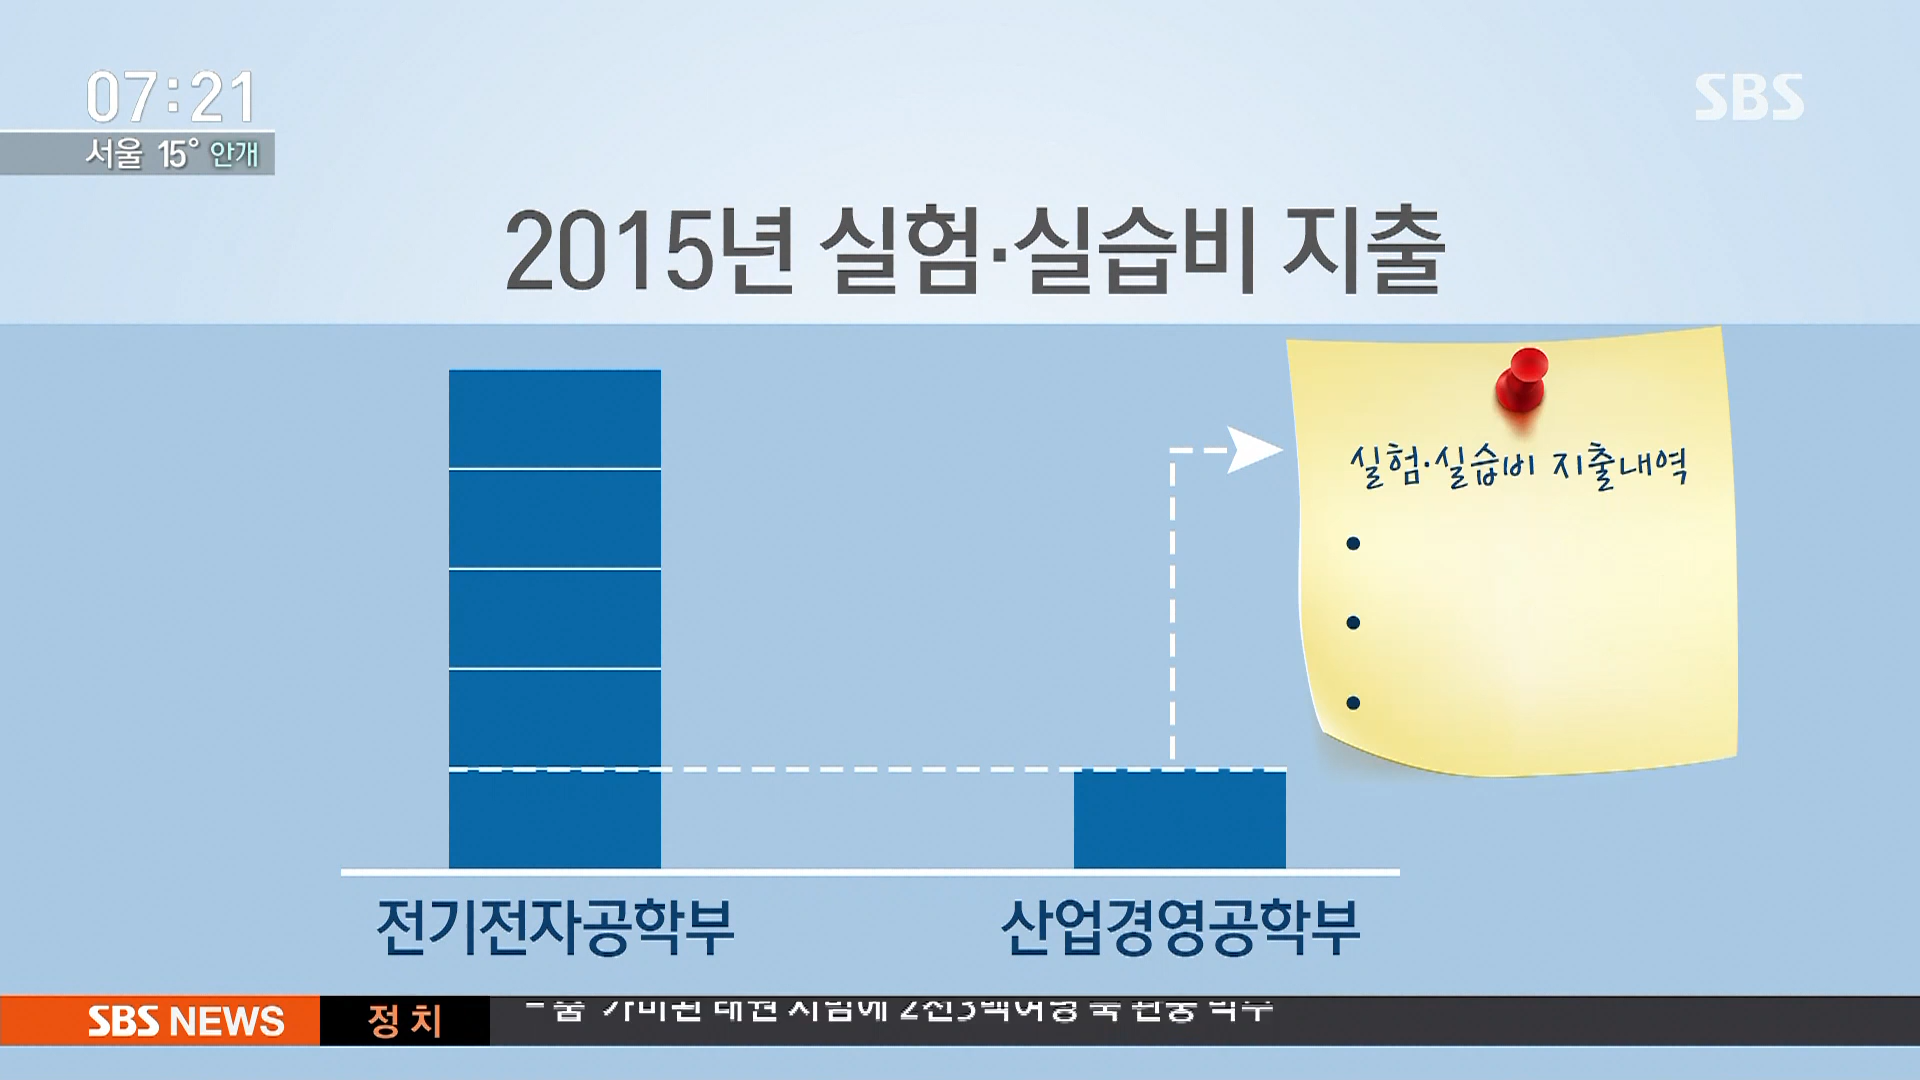 07:21
SBS
서울 15° 안개
2015년 실험·실습비 지출
실험·실습비 지출내역
전기전자공학부
산업경영공학부
SBS NEWS
정치